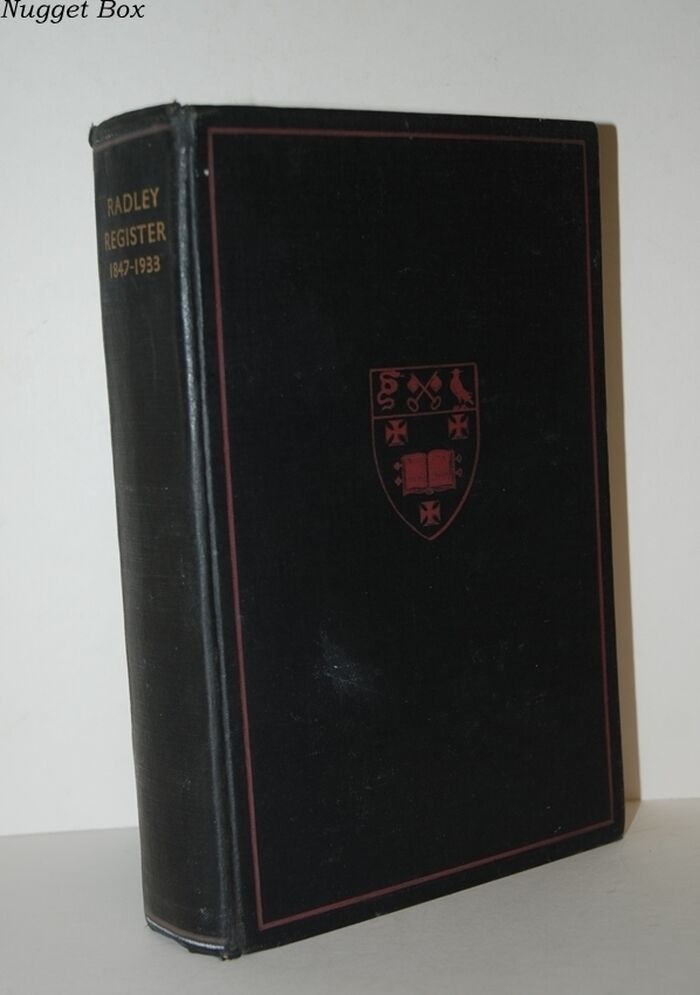 Nugget Box
RADLEY
REGISTER
1847-1933